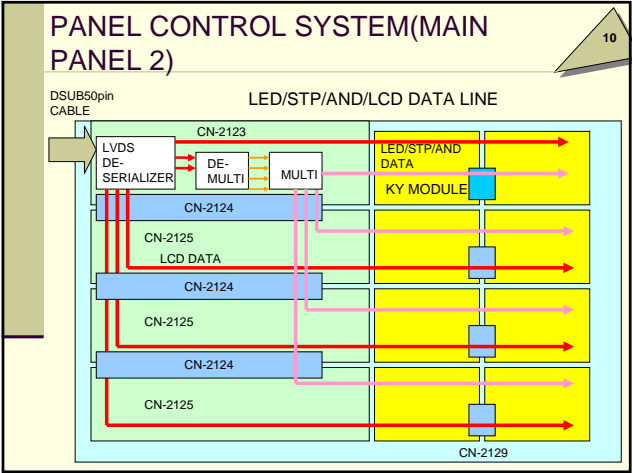 PANEL CONTROL SYSTEM(MAIN
PANEL 2)
10
DSUB50pin
CABLE
LED/STP/AND/LCD DATA LINE
CN-2123
LVDS
DE-
SERIALIZER
DE-
MULTI
MULTI
LED/STP/AND
DATA
KY MODULE
CN-2124
CN-2125
LCD DATA
CN-2124
CN-2125
CN-2124
CN-2125
CN-2129